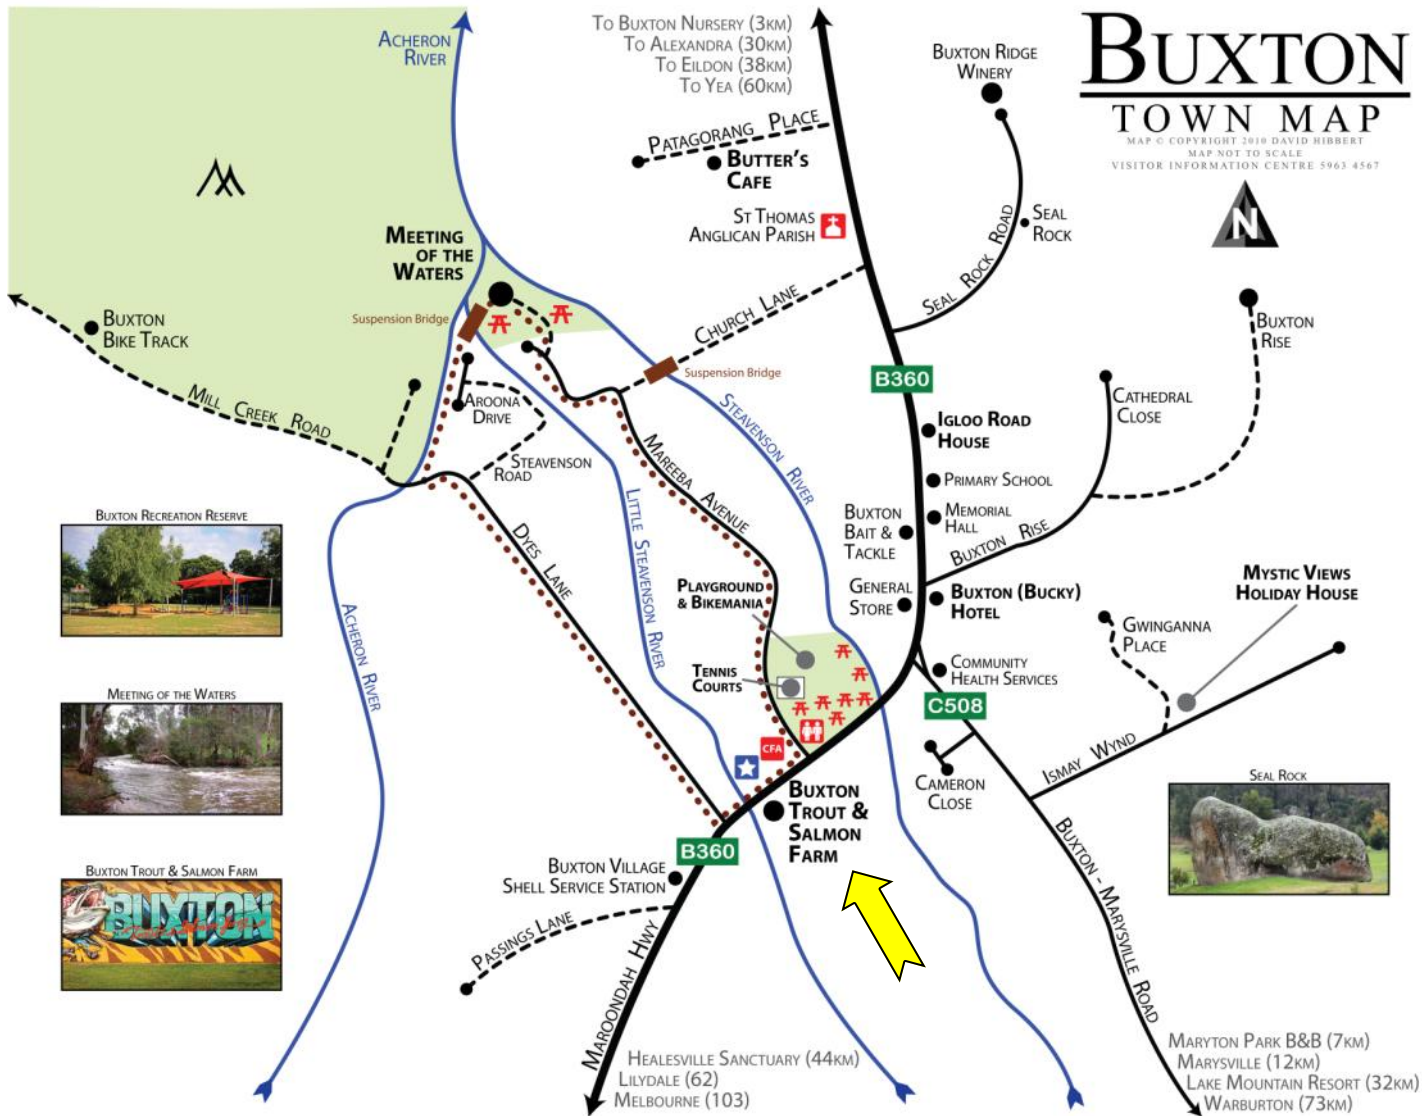 BUXTON
TOWN MAP
MAP © COPYRIGHT 2010 DAVID HIBBERT
MAP NOT TO SCALE
VISITOR INFORMATION CENTRE 5963 4567
N
ACHERON
RIVER
TO BUXTON NURSERY (3KM)
TO ALEXANDRA (30KM)
TO EILDON (38KM)
TO YEA (60KM)
BUXTON RIDGE
WINERY
PATAGORANG PLACE
BUTTER'S
CAFE
ST THOMAS
ANGLICAN PARISH
SEAL
ROCK
SEAL ROCK ROAD
MEETING
OF THE
WATERS
Suspension Bridge
CHURCH LANE
Suspension Bridge
BUXTON
BIKE TRACK
MILL CREEK ROAD
AROONA
DRIVE
STEAVENSON
ROAD
B360
BUXTON
RISE
CATHEDRAL
CLOSE
IGLOO ROAD
HOUSE
PRIMARY SCHOOL
MEMORIAL
HALL
BUXTON
BAIT &
TACKLE
BUXTON RISE
STEAVENSON RIVER
MAREEBA AVENUE
LITTLE STEAVENSON RIVER
DYES LANE
BUXTON RECREATION RESERVE
MEETING OF THE WATERS
BUXTON TROUT & SALMON FARM
BUXTON
ACHERON RIVER
PLAYGROUND
& BIKEMANIA
GENERAL
STORE
BUXTON (BUCKY)
HOTEL
MYSTIC VIEWS
HOLIDAY HOUSE
GWINGANNA
PLACE
TENNIS
COURTS
COMMUNITY
HEALTH SERVICES
C508
CFA
CAMERON
CLOSE
ISMAY WYND
SEAL ROCK
BUXTON
TROUT &
SALMON
FARM
B360
BUXTON VILLAGE
SHELL SERVICE STATION
PASSINGS LANE
MAROONDAH HWY
BUXTON - MARYSVILLE ROAD
HEALESVILLE SANCTUARY (44KM)
LILYDALE (62)
MELBOURNE (103)
MARYTON PARK B&B (7KM)
MARYSVILLE (12KM)
LAKE MOUNTAIN RESORT (32KM)
WARBURTON (73KM)